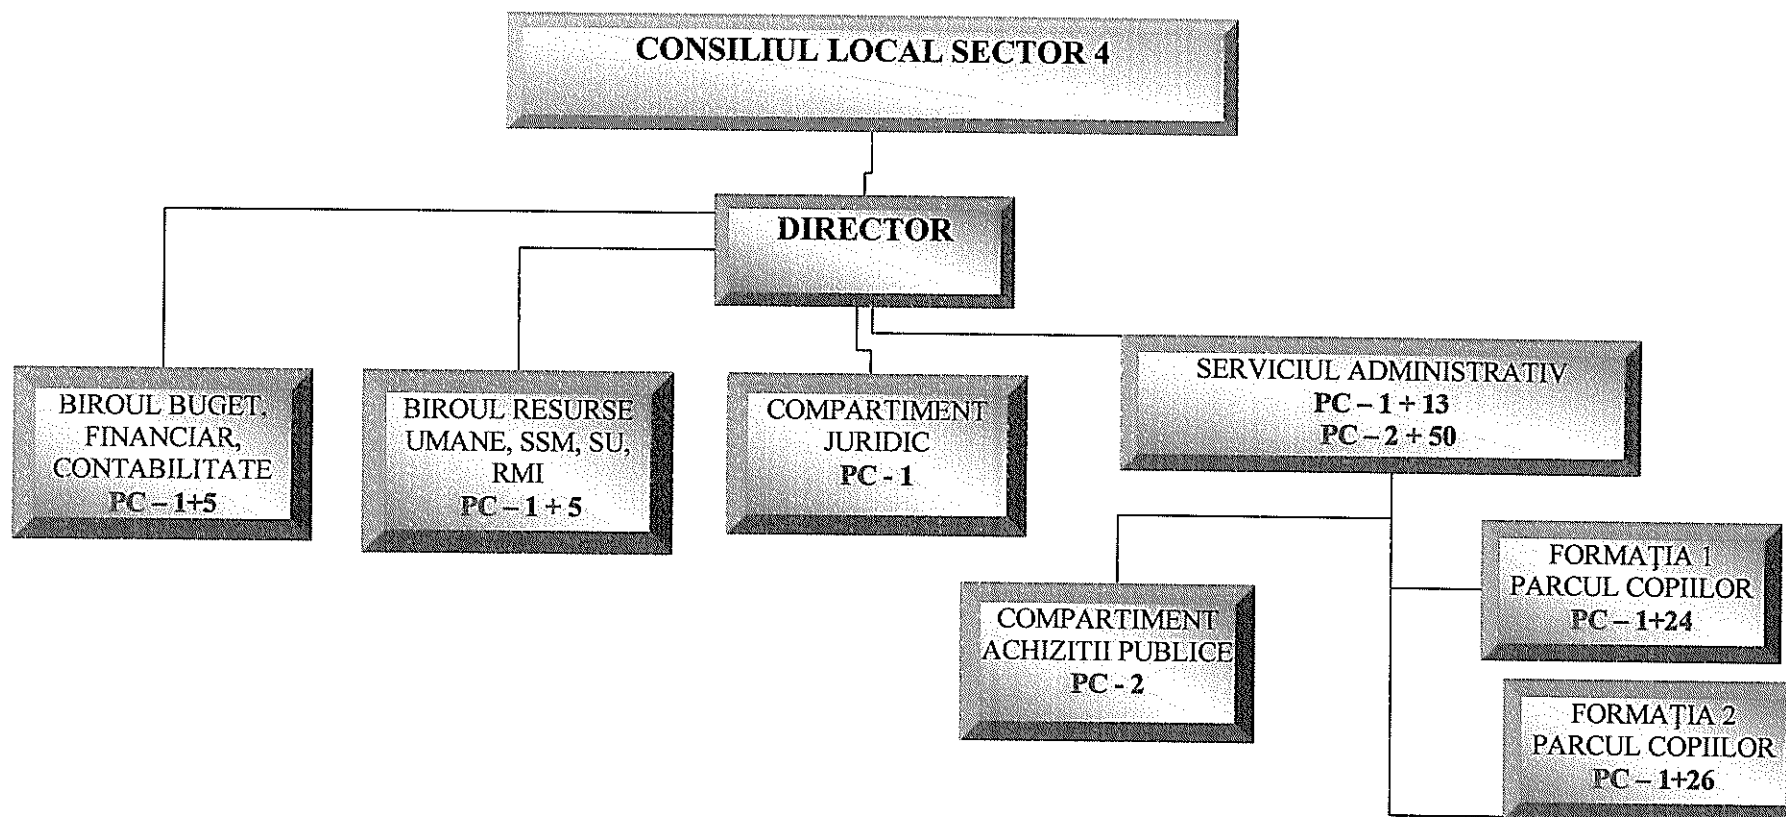 CONSILIUL LOCAL SECTOR 4
DIRECTOR
BIROUL BUGET,
FINANCIAR,
CONTABILITATE
PC – 1+5
BIROUL RESURSE
UMANE, SSM, SU,
RMI
PC – 1 + 5
COMPARTIMENT
JURIDIC
PC - 1
SERVICIUL ADMINISTRATIV
PC – 1 + 13
PC – 2 + 50
COMPARTIMENT
ACHIZITII PUBLICE
PC - 2
FORMAŢIA 1
PARCUL COPIILOR
PC – 1+24
FORMAŢIA 2
PARCUL COPIILOR
PC – 1+26